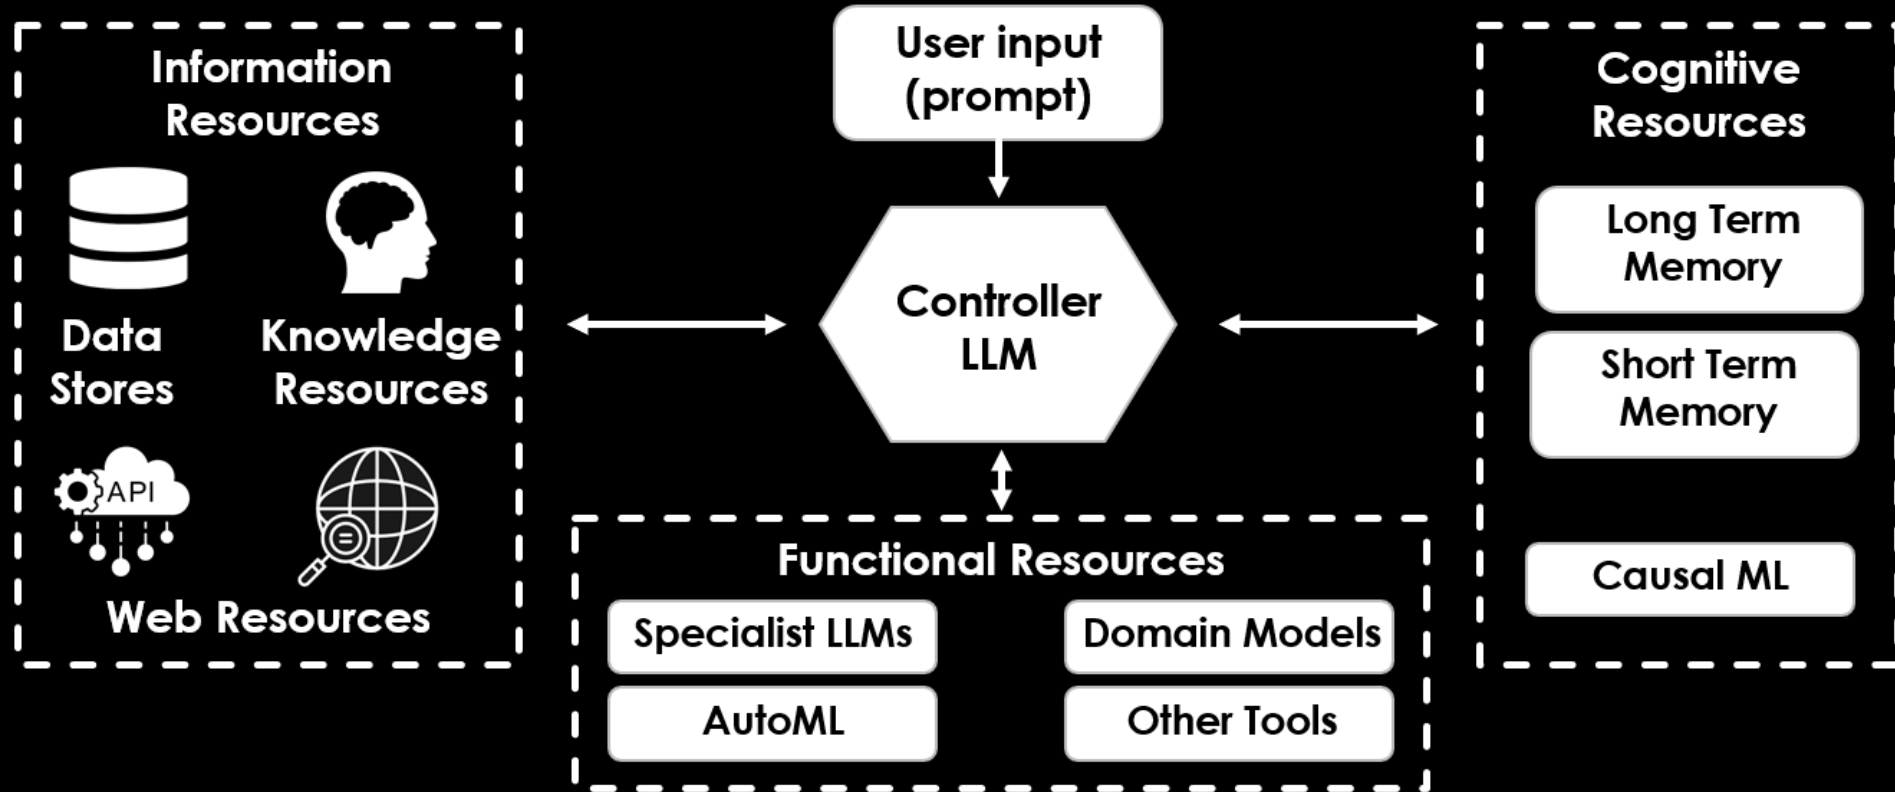 Information
Resources
Data
Stores
Knowledge
Resources
API
Web Resources
User input
(prompt)
Controller
LLM
Functional Resources
Specialist LLMs
Domain Models
AutoML
Other Tools
Cognitive
Resources
Long Term
Memory
Short Term
Memory
Causal ML